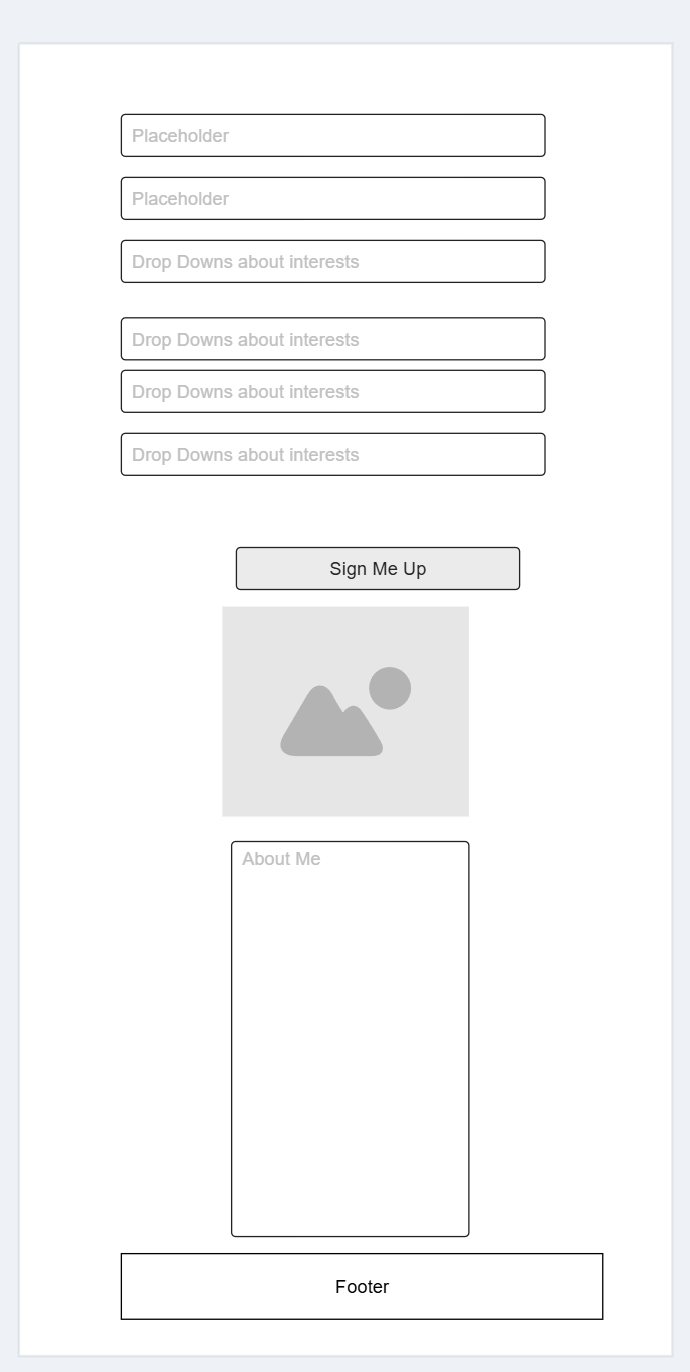 Placeholder
Placeholder
Drop Downs about interests
Drop Downs about interests
Drop Downs about interests
Drop Downs about interests
Sign Me Up
About Me
Footer